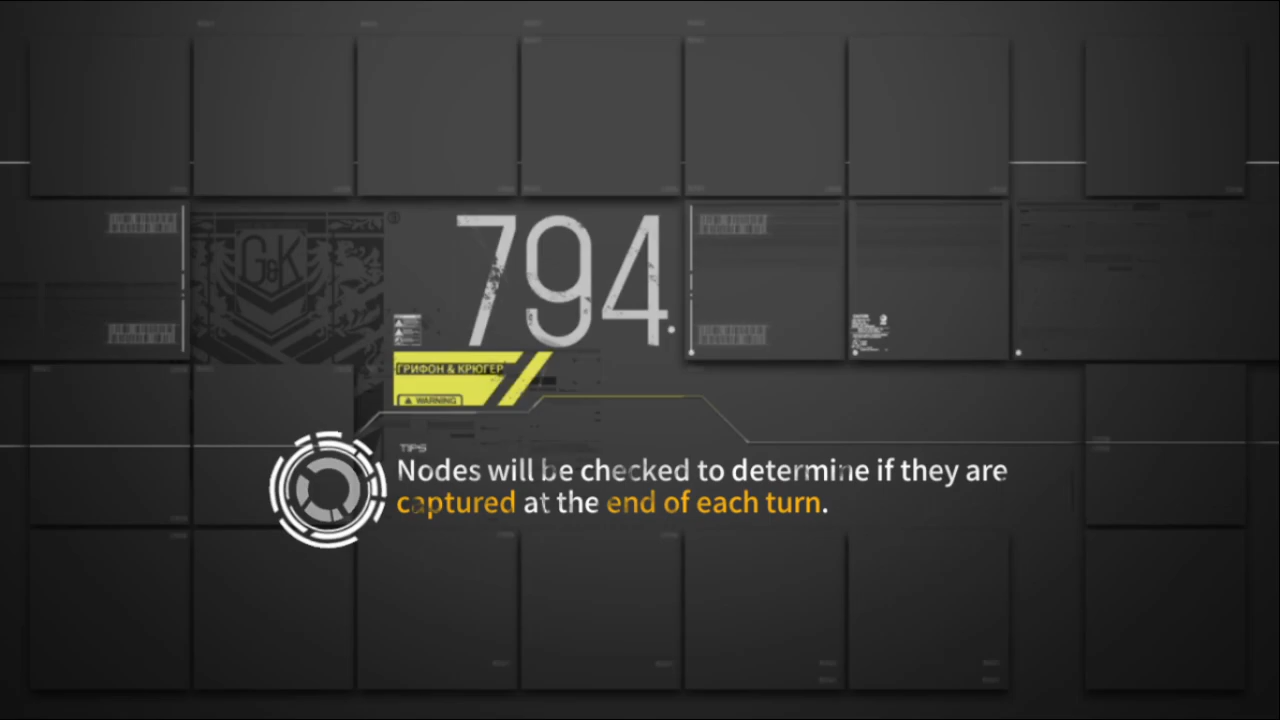 G&K
794.
ГРИФОН & КРЮГЕР
WARNING
TIPS
Nodes will be checked to determine if they are
captured at the end of each turn.